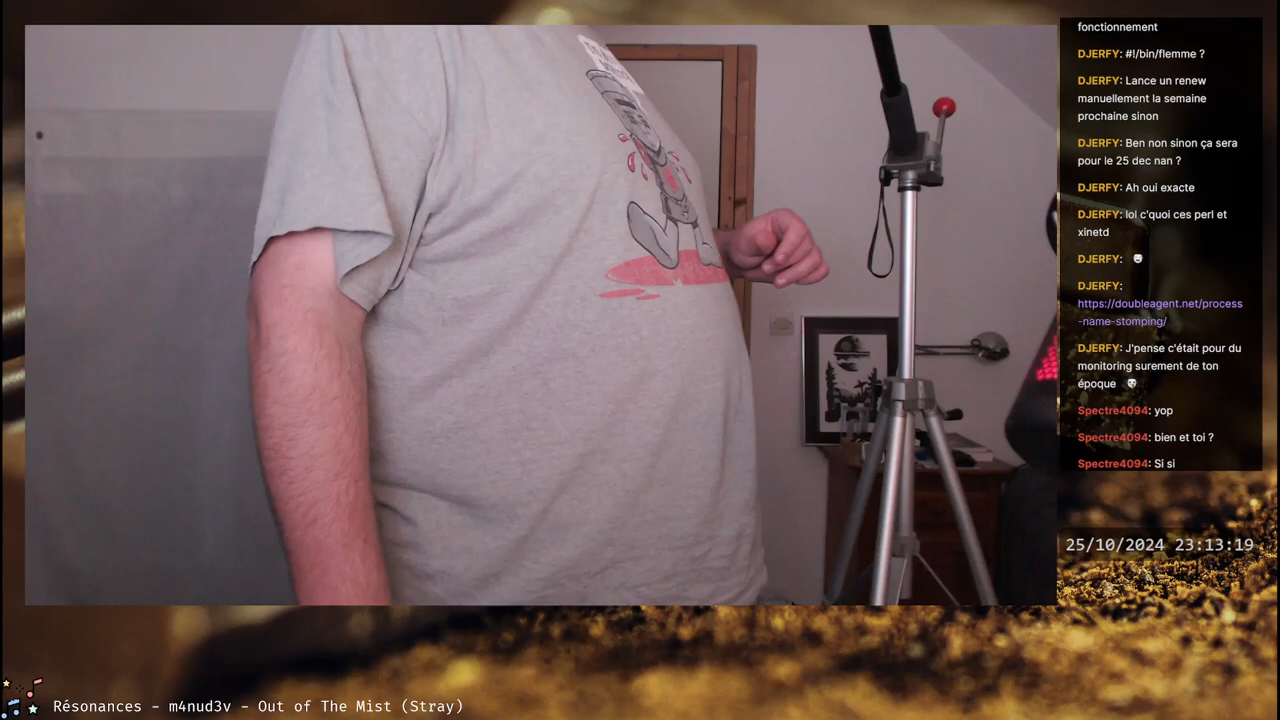 fonctionnement
DJERFY: #!/bin/flemme ?
DJERFY: Lance un renew
manuellement la semaine
prochaine sinon
DJERFY: Ben non sinon ça sera
pour le 25 dec nan ?
DJERFY: Ah oui exacte
DJERFY: lol c'quoi ces perl et
xinetd
DJERFY:
DJERFY:
https://doubleagent.net/process
-name-stomping/
DJERFY: J'pense c'était pour du
monitoring surement de ton
époque
Spectre4094: yop
Spectre4094: bien et toi ?
Spectre4094: Si si
25/10/2024 23:13:19
Résonances - m4nud3v - Out of The Mist (Stray)